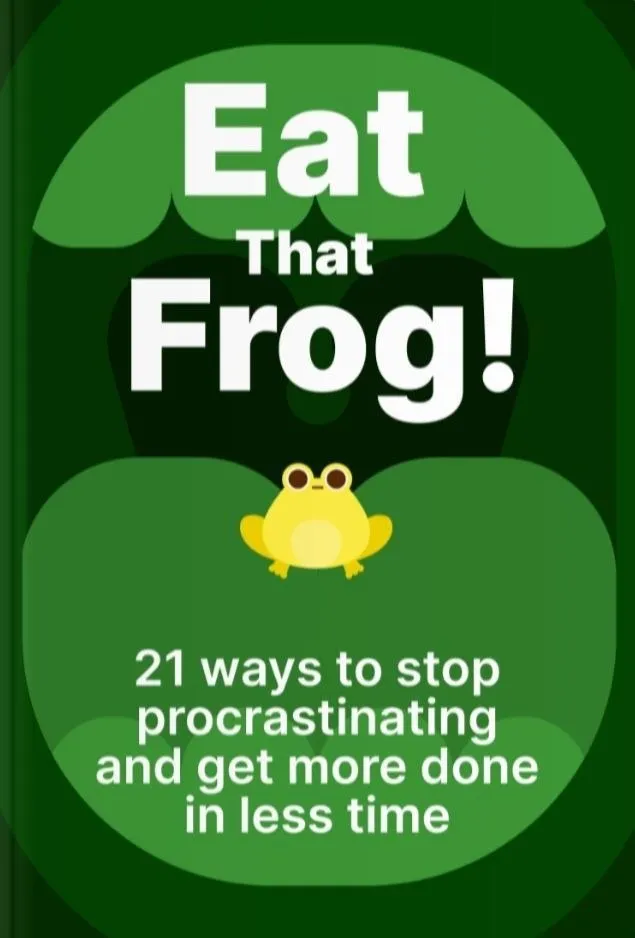 Eat
That
Frog!
21 ways to stop
procrastinating
and get more done
in less time